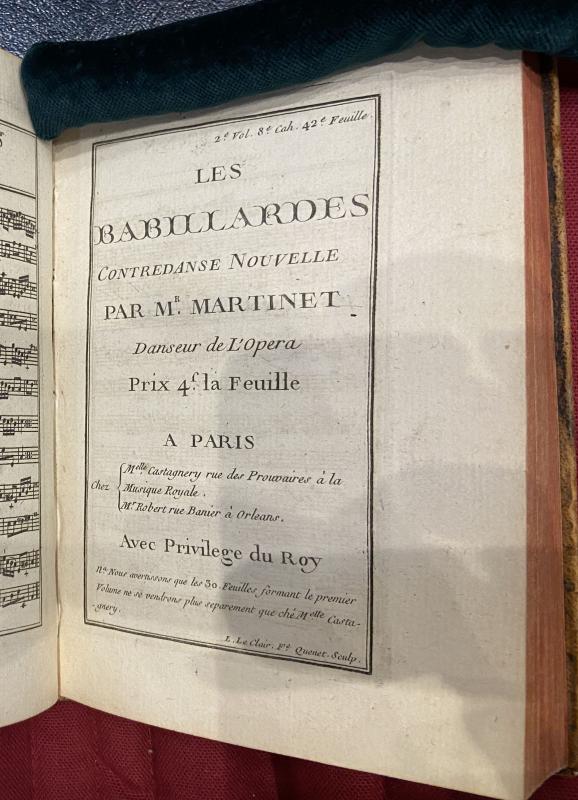 2.e Vol. 8.e Cah. 42.e Feuille.
LES
BABILLARDES
CONTREDANSE NOUVELLE
PAR M.R MARTINET
Danseur de L'Opera
Prix 4.f la Feuille
A PARIS
Chez
M.elle Castagnery rue des Prouvaires à la
Musique Royale.
M.r Robert rue Banier à Orleans.
Avec Privilege du Roy
N.a Nous avertissons que les 30. Feuilles formant le premier
Volume ne se vendrons plus separement que ché M.elle Casta-
-gnery.
L. Le Clair. F.e Quenet. Sculp.